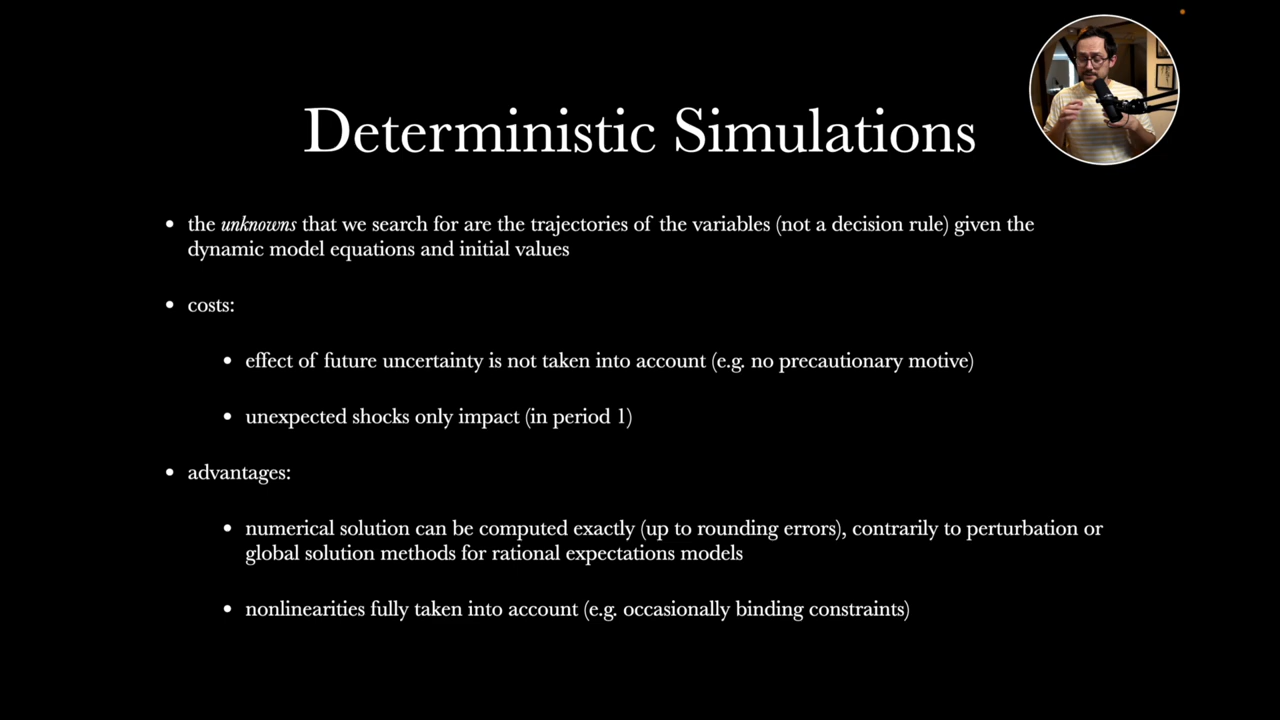 Deterministic Simulations
• the unknowns that we search for are the trajectories of the variables (not a decision rule) given the
dynamic model equations and initial values
• costs:
• effect of future uncertainty is not taken into account (e.g. no precautionary motive)
• unexpected shocks only impact (in period 1)
• advantages:
• numerical solution can be computed exactly (up to rounding errors), contrarily to perturbation or
global solution methods for rational expectations models
• nonlinearities fully taken into account (e.g. occasionally binding constraints)